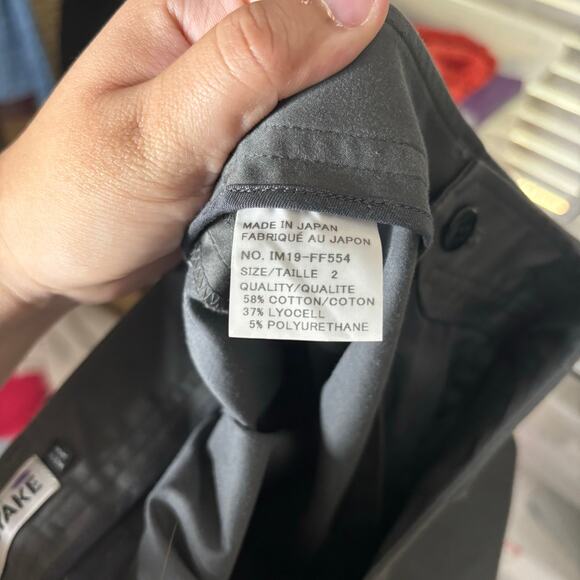 MADE IN JAPAN
FABRIQUÉ AU JAPON
NO. IM19-FF554
SIZE/TAILLE 2
QUALITY/QUALITE
58% COTTON/COTON
37% LYOCELL
5% POLYURETHANE
YAKE